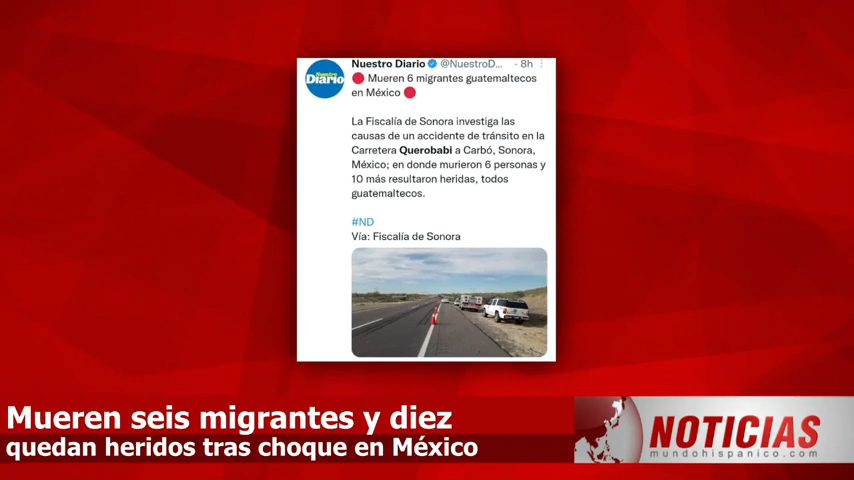 Nuestro Diario @NuestroD... · 8h
Mueren 6 migrantes guatemaltecos
en México
La Fiscalía de Sonora investiga las
causas de un accidente de tránsito en la
Carretera Querobabi a Carbó, Sonora,
México; en donde murieron 6 personas y
10 más resultaron heridas, todos
guatemaltecos.
#ND
Vía: Fiscalía de Sonora
Nuestro
Diario
Mueren seis migrantes y diez
quedan heridos tras choque en México
NOTICIAS
mundohispanico.com